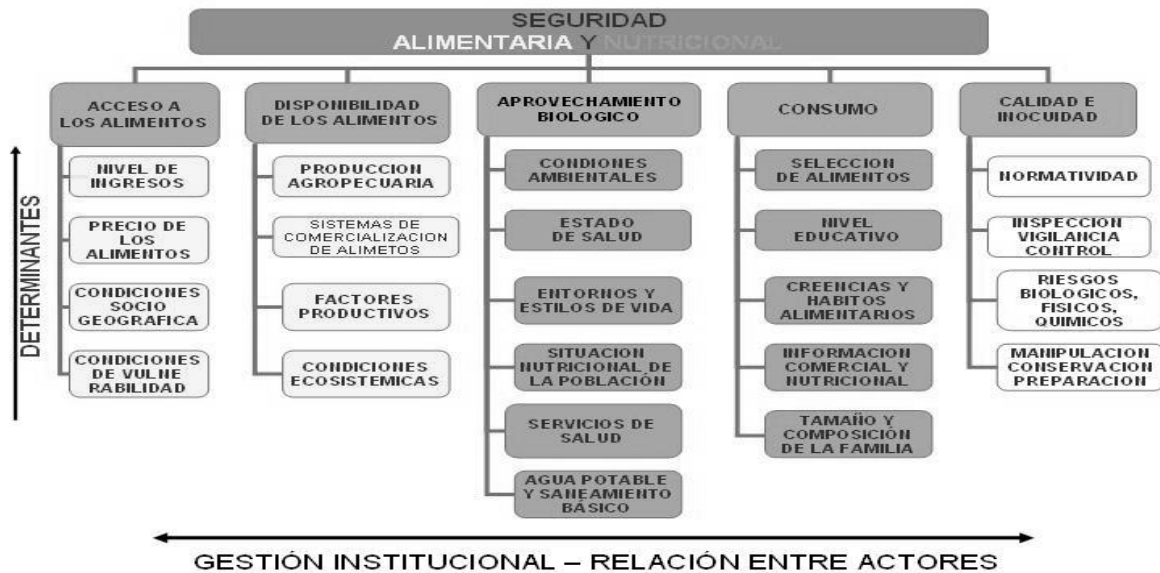 SEGURIDAD
ALIMENTARIA Y NUTRICIONAL
ACCESO A
LOS ALIMENTOS
NIVEL DE
INGRESOS
PRECIO DE
LOS
ALIMENTOS
CONDICIONES
SOCIO
GEOGRAFICA
CONDICIONES
DE VULNE
RABILIDAD
DISPONIBILIDAD
DE LOS ALIMENTOS
PRODUCCION
AGROPECUARIA
SISTEMAS DE
COMERCIALIZACION
DE ALIMETOS
FACTORES
PRODUCTIVOS
CONDICIONES
ECOSISTEMICAS
APROVECHAMIENTO
BIOLOGICO
CONDIONES
AMBIENTALES
ESTADO
DE SALUD
ENTORNOS Y
ESTILOS DE VIDA
SITUACION
NUTRICIONAL DE
LA POBLACIÓN
SERVICIOS DE
SALUD
AGUA POTABLE
Y SANEAMIENTO
BÁSICO
CONSUMO
SELECCION
DE ALIMENTOS
NIVEL
EDUCATIVO
CREENCIAS Y
HABITOS
ALIMENTARIOS
INFORMACION
COMERCIAL Y
NUTRICIONAL
TAMAÑO Y
COMPOSICIÓN
DE LA FAMILIA
CALIDAD E
INOCUIDAD
NORMATIVIDAD
INSPECCION
VIGILANCIA
CONTROL
RIESGOS
BIOLOGICOS,
FISICOS,
QUIMICOS
MANIPULACION
CONSERVACION
PREPARACION
DETERMINANTES
GESTIÓN INSTITUCIONAL – RELACIÓN ENTRE ACTORES